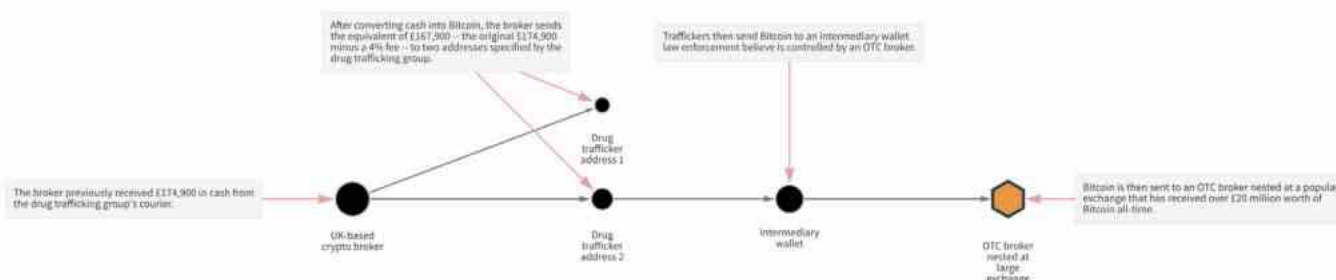 After converting cash into Bitcoin, the broker sends
the equivalent of £167,900 -- the original £174,900
minus a 4% fee -- to two addresses specified by the
drug trafficking group.
Traffickers then send Bitcoin to an intermediary wallet
law enforcement believe is controlled by an OTC broker.
Drug
trafficker
address 1
The broker previously received £174,900 in cash from
the drug trafficking group's courier.
Bitcoin is then sent to an OTC broker nested at a popula
exchange that has received over £20 million worth of
Bitcoin all-time.
UK-based
crypto broker
Drug
trafficker
address 2
Intermediary
wallet
OTC broker
nested at
large
exchange